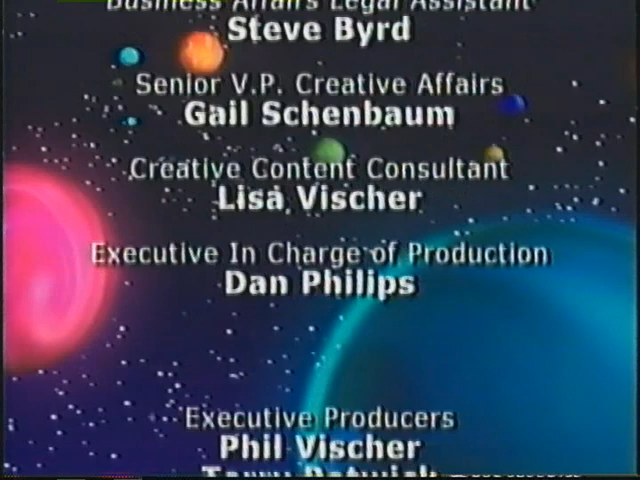 Business Affairs Legal Assistant
Steve Byrd
Senior V.P. Creative Affairs
Gail Schenbaum
Creative Content Consultant
Lisa Vischer
Executive In Charge of Production
Dan Philips
Executive Producers
Phil Vischer
Terry